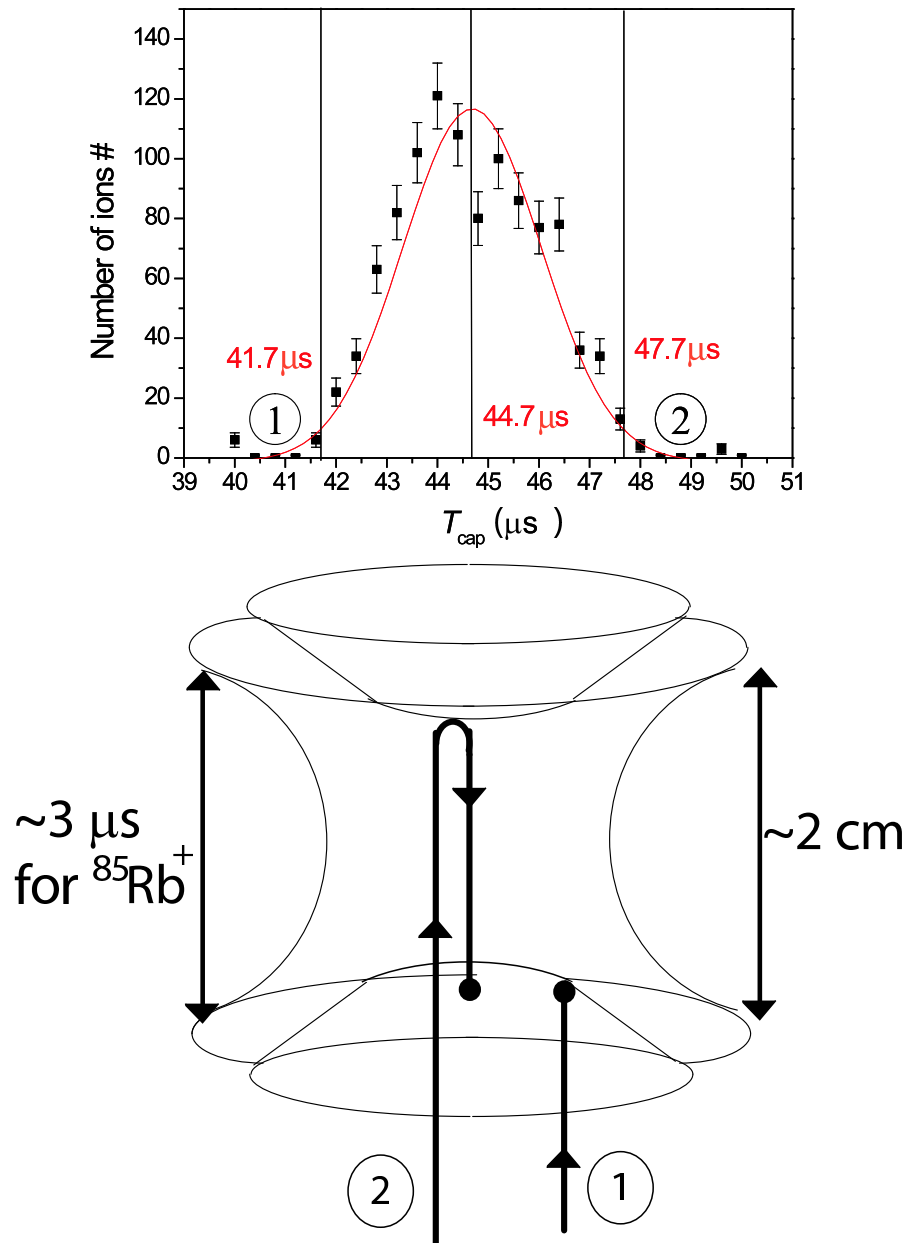 140
120
100
80
60
40
20
0
Number of ions #
41.7μs
44.7μs
47.7μs
1
2
39 40 41 42 43 44 45 46 47 48 49 50 51
T_cap (μs )
~3 μs
for ⁸⁵Rb⁺
~2 cm
2
1